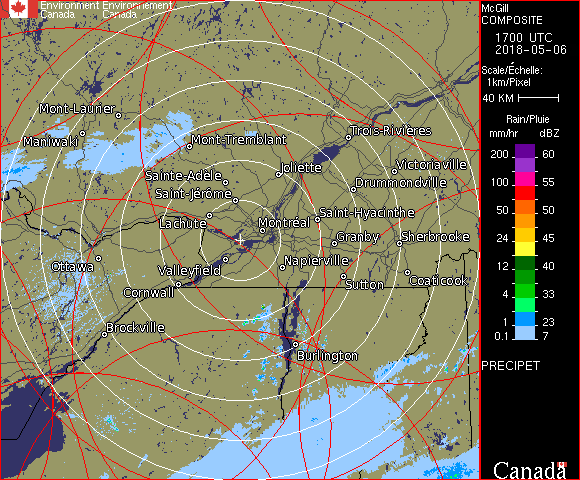 Environment Environnement
Canada Canada
McGill
COMPOSITE
1700 UTC
2018-05-06
Scale/Échelle:
1km/Pixel
40 KM
Rain/Pluie
mm/hr dBZ
200 60
100 55
50 50
24 45
12 40
4 33
1 23
0.1 7
PRECIPET
Canada
Mont-Laurier
Maniwaki
Mont-Tremblant
Trois-Rivières
Joliette
Victoriaville
Sainte-Adèle
Drummondville
Saint-Jérôme
Lachute
Saint-Hyacinthe
Montréal
Granby
Sherbrooke
Ottawa
Valleyfield
Napierville
Cornwall
Sutton
Coaticook
Brockville
Burlington